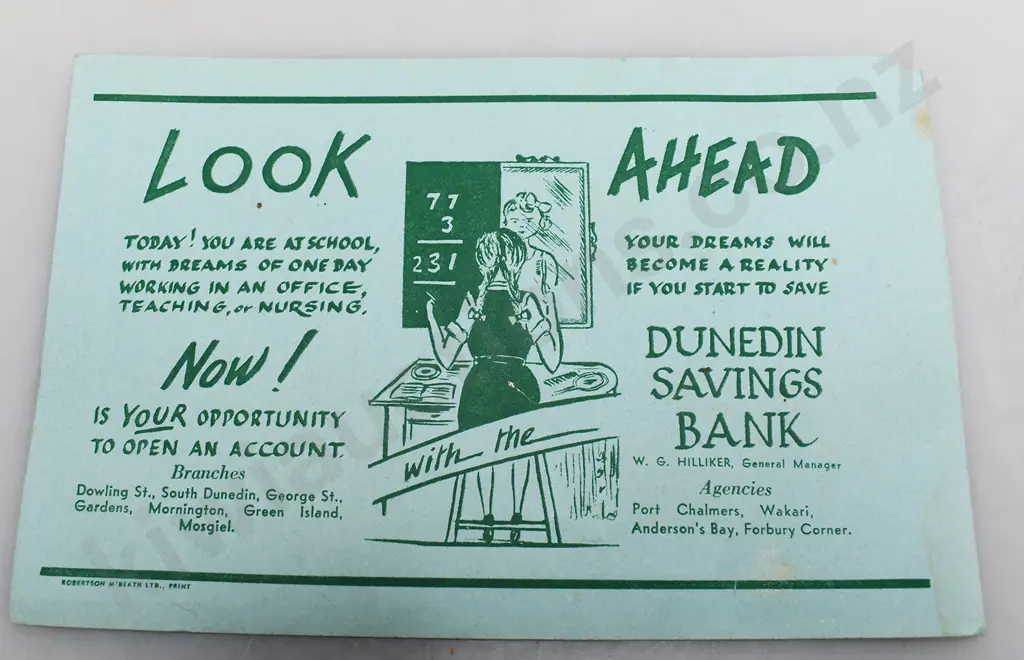 LOOK
AHEAD
TODAY! YOU ARE AT SCHOOL,
WITH DREAMS OF ONE DAY
WORKING IN AN OFFICE,
TEACHING, or NURSING.
Now!
IS YOUR OPPORTUNITY
TO OPEN AN ACCOUNT.
Branches
Dowling St., South Dunedin, George St.,
Gardens, Mornington, Green Island,
Mosgiel.
77
3
231
with the
YOUR DREAMS WILL
BECOME A REALITY
IF YOU START TO SAVE
DUNEDIN
SAVINGS
BANK
W. G. HILLIKER, General Manager
Agencies
Port Chalmers, Wakari,
Anderson's Bay, Forbury Corner.
ROBERTSON McBEATH LTD., PRINT